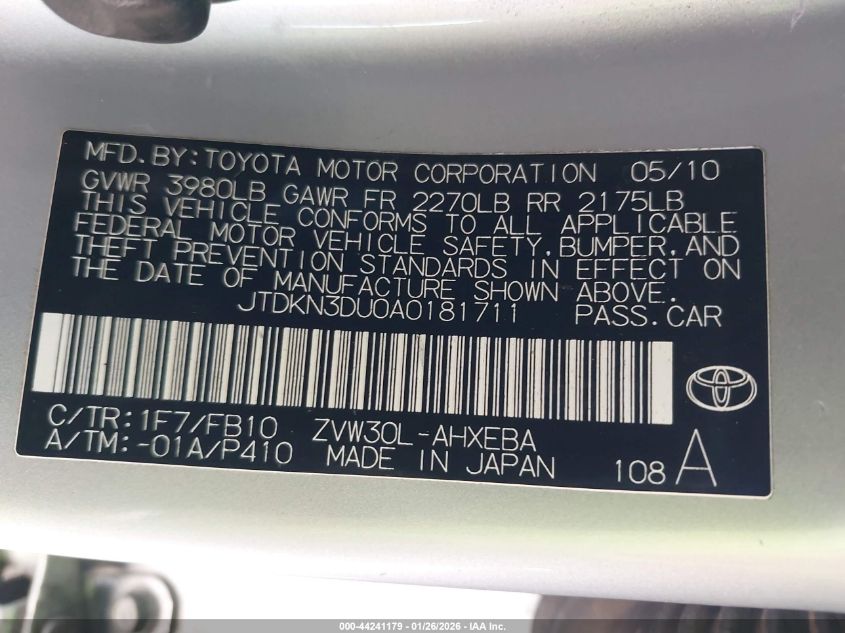 MFD.BY:TOYOTA MOTOR CORPORATION 05/10
GVWR 3980LB GAWR FR 2270LB RR 2175LB
THIS VEHICLE CONFORMS TO ALL APPLICABLE
FEDERAL MOTOR VEHICLE SAFETY,BUMPER,AND
THEFT PREVENTION STANDARDS IN EFFECT ON
THE DATE OF MANUFACTURE SHOWN ABOVE.
JTDKN3DU0A0181711 PASS.CAR
C/TR:1F7/FB10 ZVW30L-AHXEBA
A/TM:-01A/P410 MADE IN JAPAN 108 A
000-44241179 - 01/26/2026 - IAA Inc.